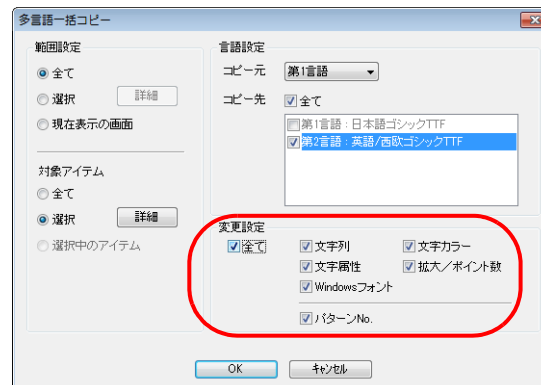 多言語一括コピー
範囲設定
全て
選択 詳細
現在表示の画面
対象アイテム
全て
選択 詳細
選択中のアイテム
言語設定
コピー元 第1言語
コピー先 全て
第1言語：日本語ゴシックTTF
第2言語：英語/西欧ゴシックTTF
変更設定
全て 文字列 文字カラー
文字属性 拡大／ポイント数
Windowsフォント
パターンNo.
OK キャンセル